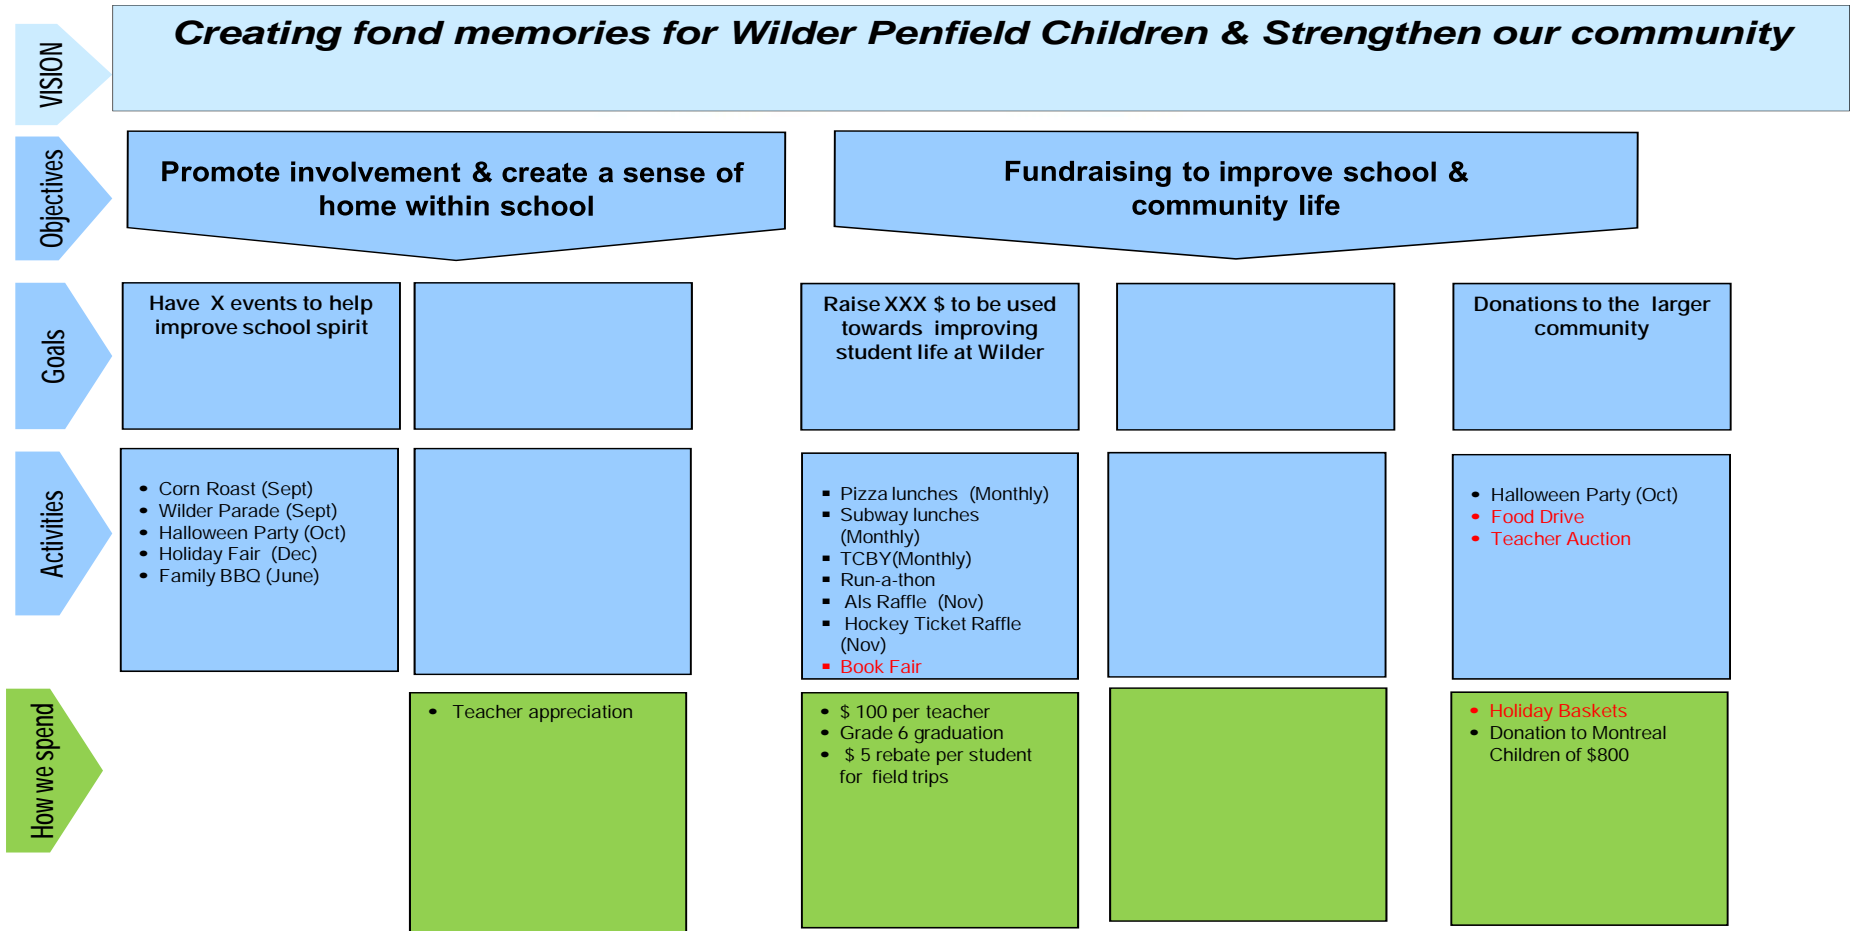 Creating fond memories for Wilder Penfield Children & Strengthen our community
VISION
Objectives
Promote involvement & create a sense of
home within school
Fundraising to improve school &
community life
Goals
Have X events to help
improve school spirit
Raise XXX $ to be used
towards improving
student life at Wilder
Donations to the larger
community
Activities
• Corn Roast (Sept)
• Wilder Parade (Sept)
• Halloween Party (Oct)
• Holiday Fair (Dec)
• Family BBQ (June)
▪ Pizza lunches (Monthly)
▪ Subway lunches
(Monthly)
▪ TCBY(Monthly)
▪ Run-a-thon
▪ Als Raffle (Nov)
▪ Hockey Ticket Raffle
(Nov)
▪ Book Fair
• Halloween Party (Oct)
• Food Drive
• Teacher Auction
How we spend
• Teacher appreciation
• $ 100 per teacher
• Grade 6 graduation
• $ 5 rebate per student
for field trips
• Holiday Baskets
• Donation to Montreal
Children of $800